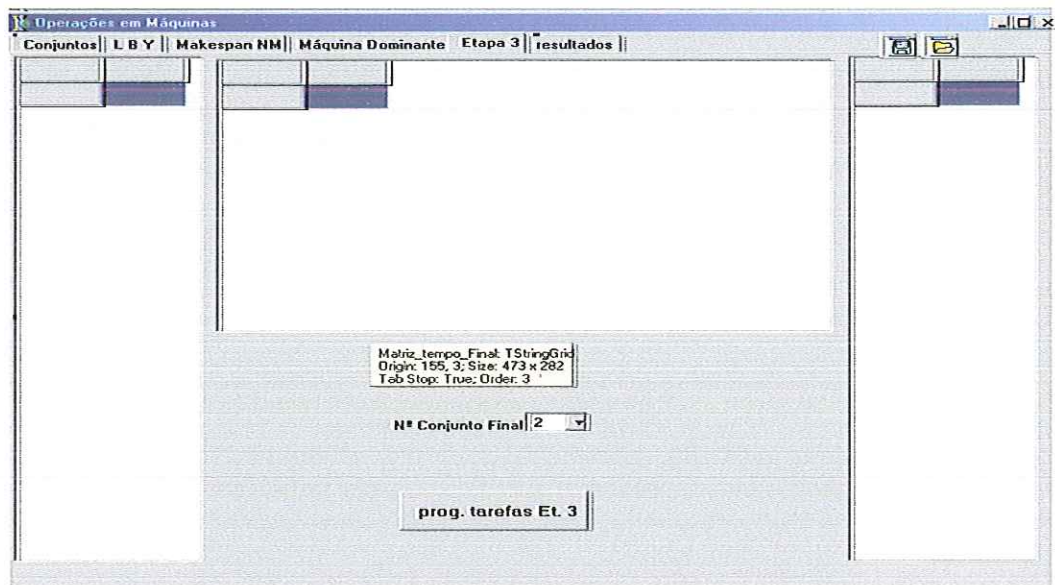 Operações em Máquinas
Conjuntos L B Y Makespan NM Máquina Dominante Etapa 3 resultados
Matriz_tempo_Final: TStringGrid
Origin: 155, 3; Size: 473 x 282
Tab Stop: True; Order: 3
Nº Conjunto Final 2
prog. tarefas Et. 3